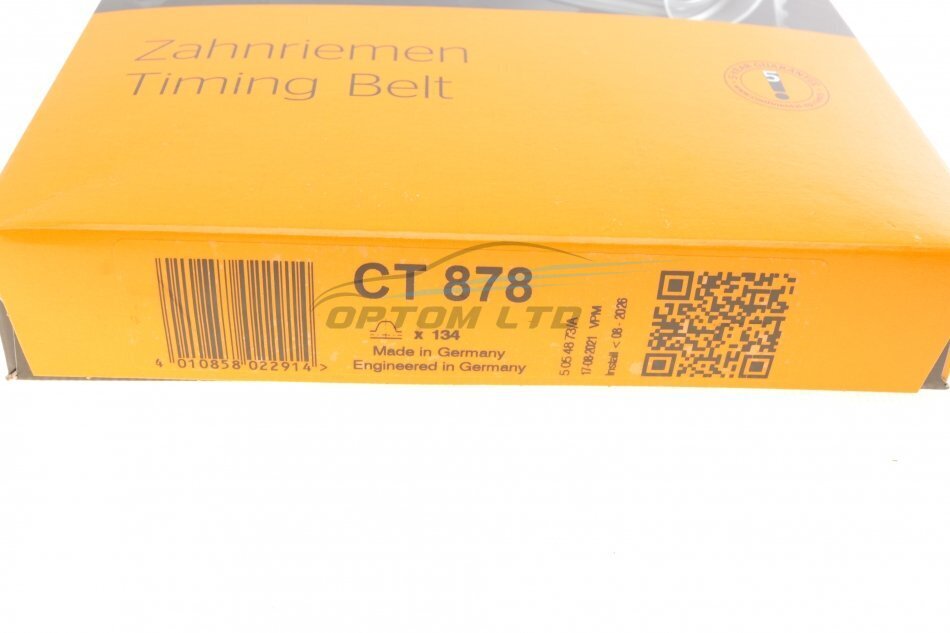 Zahnriemen
Timing Belt
5
CT 878
OPTOM LTD
x 134
Made in Germany
Engineered in Germany
4 010858 022914 >
5 05 48 73/A
17-08-2021 VPM
Install < 08 - 2026